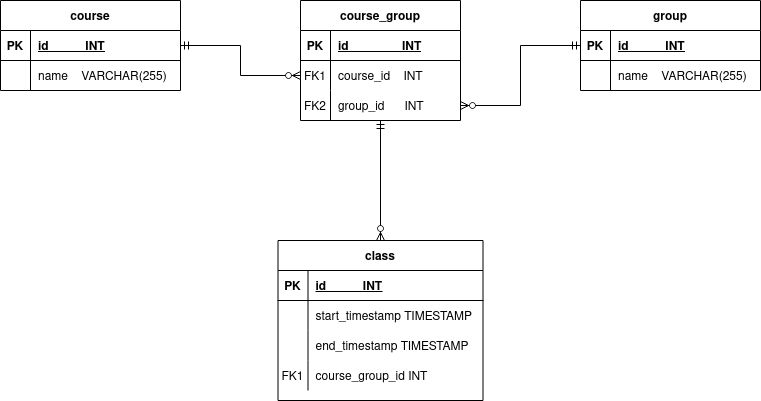 course
PK id INT
name VARCHAR(255)
course_group
PK id INT
FK1 course_id INT
FK2 group_id INT
group
PK id INT
name VARCHAR(255)
class
PK id INT
start_timestamp TIMESTAMP
end_timestamp TIMESTAMP
FK1 course_group_id INT